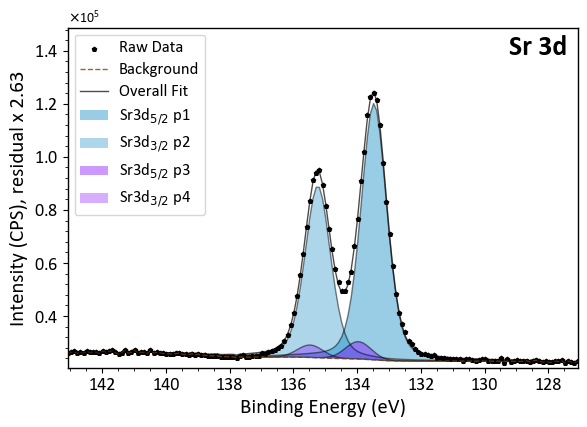 ×10⁵
Sr 3d
Raw Data
Background
Overall Fit
Sr3d5/2 p1
Sr3d3/2 p2
Sr3d5/2 p3
Sr3d3/2 p4
1.4
1.2
1.0
0.8
0.6
0.4
Intensity (CPS), residual x 2.63
142 140 138 136 134 132 130 128
Binding Energy (eV)